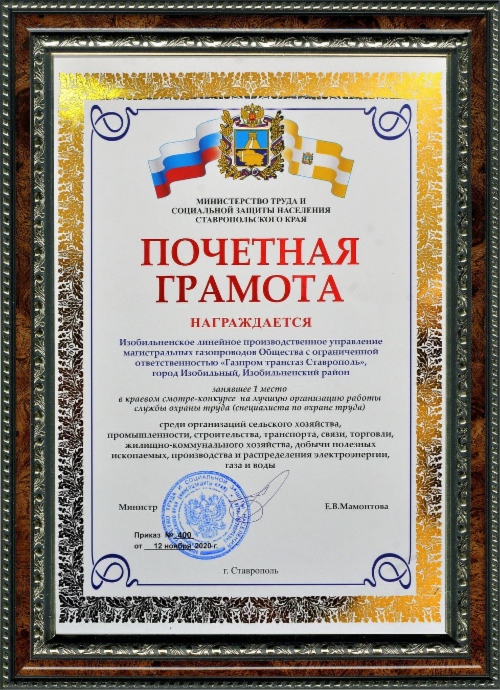 МИНИСТЕРСТВО ТРУДА И
СОЦИАЛЬНОЙ ЗАЩИТЫ НАСЕЛЕНИЯ
СТАВРОПОЛЬСКОГО КРАЯ
ПОЧЕТНАЯ
ГРАМОТА
НАГРАЖДАЕТСЯ
Изобильненское линейное производственное управление
магистральных газопроводов Общества с ограниченной
ответственностью «Газпром трансгаз Ставрополь»,
город Изобильный, Изобильненский район
занявшее 1 место
в краевом смотре-конкурсе на лучшую организацию работы
службы охраны труда (специалиста по охране труда)
среди организаций сельского хозяйства,
промышленности, строительства, транспорта, связи, торговли,
жилищно-коммунального хозяйства, добычи полезных
ископаемых, производства и распределения электроэнергии,
газа и воды
Министр Е.В.Мамонтова
Приказ № 400
от 12 ноября 2020 г.
г. Ставрополь